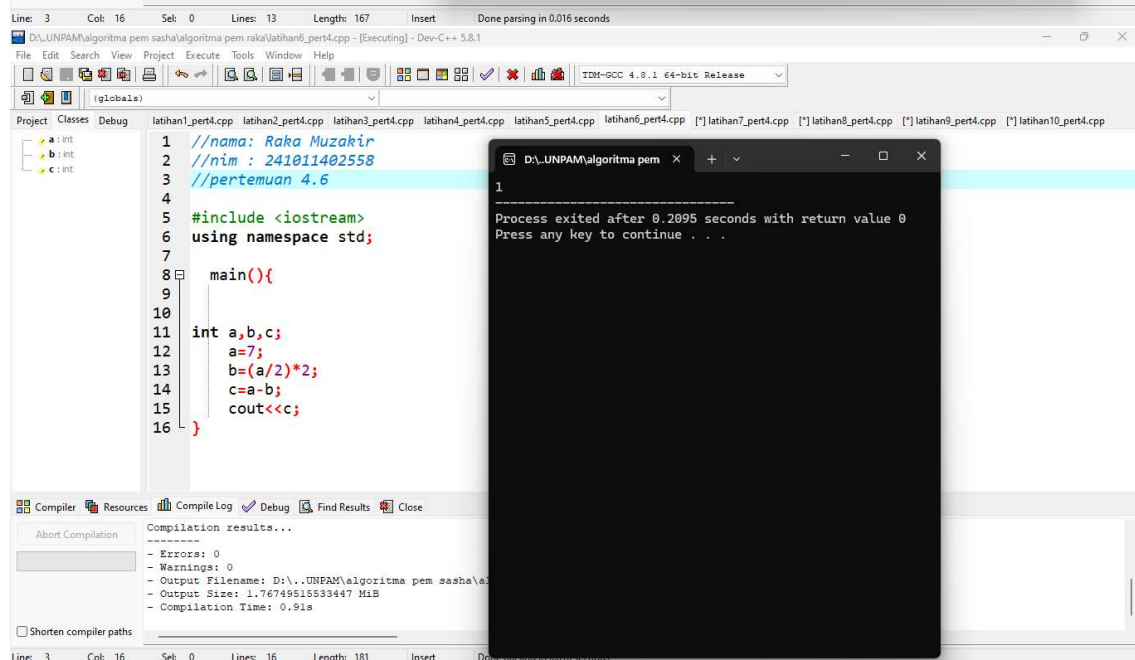 Line: 3 Col: 16 Sel: 0 Lines: 13 Length: 167 Insert Done parsing in 0.016 seconds
D:\..UNPAM\algoritma pem sasha\algoritma pem raka\latihan6_pert4.cpp - [Executing] - Dev-C++ 5.8.1
File Edit Search View Project Execute Tools Window Help
TDM-GCC 4.8.1 64-bit Release
(globals)
Project Classes Debug
latihan1_pert4.cpp latihan2_pert4.cpp latihan3_pert4.cpp latihan4_pert4.cpp latihan5_pert4.cpp latihan6_pert4.cpp [*] latihan7_pert4.cpp [*] latihan8_pert4.cpp [*] latihan9_pert4.cpp [*] latihan10_pert4.cpp
a : int
b : int
c : int
1 //nama: Raka Muzakir
2 //nim : 241011402558
3 //pertemuan 4.6
4
5 #include <iostream>
6 using namespace std;
7
8 main(){
9
10
11 int a,b,c;
12 a=7;
13 b=(a/2)*2;
14 c=a-b;
15 cout<<c;
16 }
D:\..UNPAM\algoritma pem
1
--------------------------------
Process exited after 0.2095 seconds with return value 0
Press any key to continue . . .
Compiler Resources Compile Log Debug Find Results Close
Abort Compilation
Shorten compiler paths
Compilation results...
--------
- Errors: 0
- Warnings: 0
- Output Filename: D:\..UNPAM\algoritma pem sasha\
- Output Size: 1.76749515533447 MiB
- Compilation Time: 0.91s
Line: 3 Col: 16 Sel: 0 Lines: 16 Length: 181 Insert